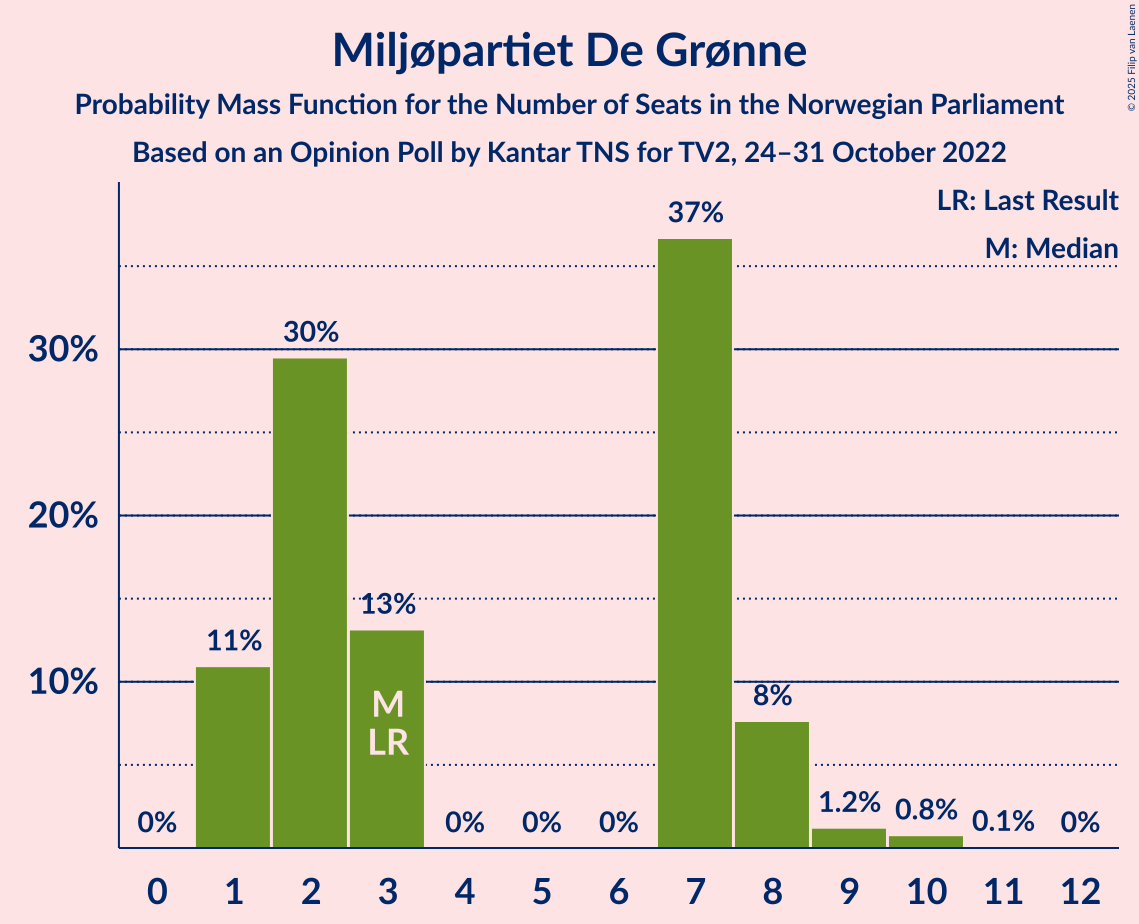 Miljøpartiet De Grønne
Probability Mass Function for the Number of Seats in the Norwegian Parliament
Based on an Opinion Poll by Kantar TNS for TV2, 24–31 October 2022
© 2025 Filip van Laenen
LR: Last Result
M: Median
37%
30%
30%
20%
13%
11%
10%
M
LR
8%
0%
0%
0%
0%
1.2%
0.8%
0.1%
0%
0 1 2 3 4 5 6 7 8 9 10 11 12